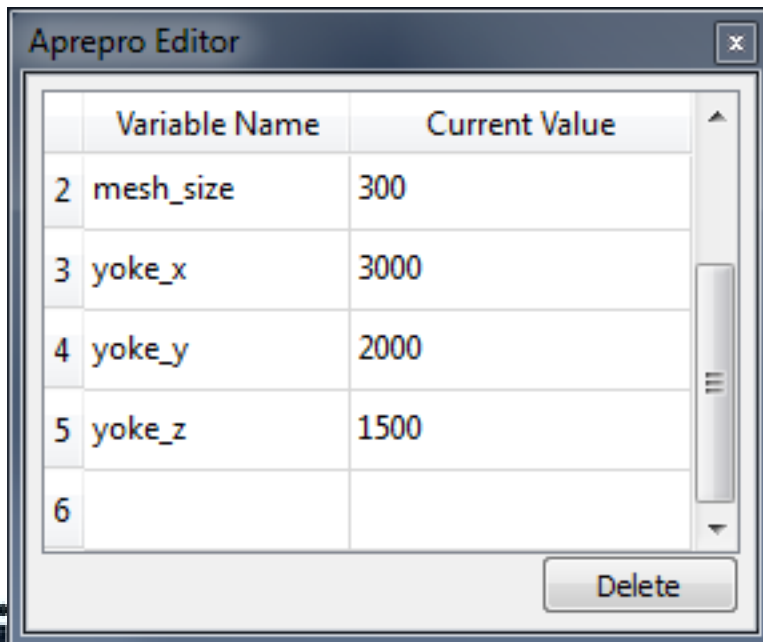 Aprepro Editor
Variable Name Current Value
2 mesh_size 300
3 yoke_x 3000
4 yoke_y 2000
5 yoke_z 1500
6
Delete